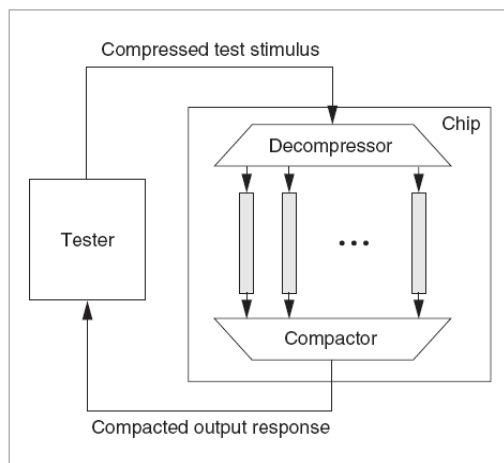 Compressed test stimulus
Chip
Decompressor
Tester
Compactor
Compacted output response